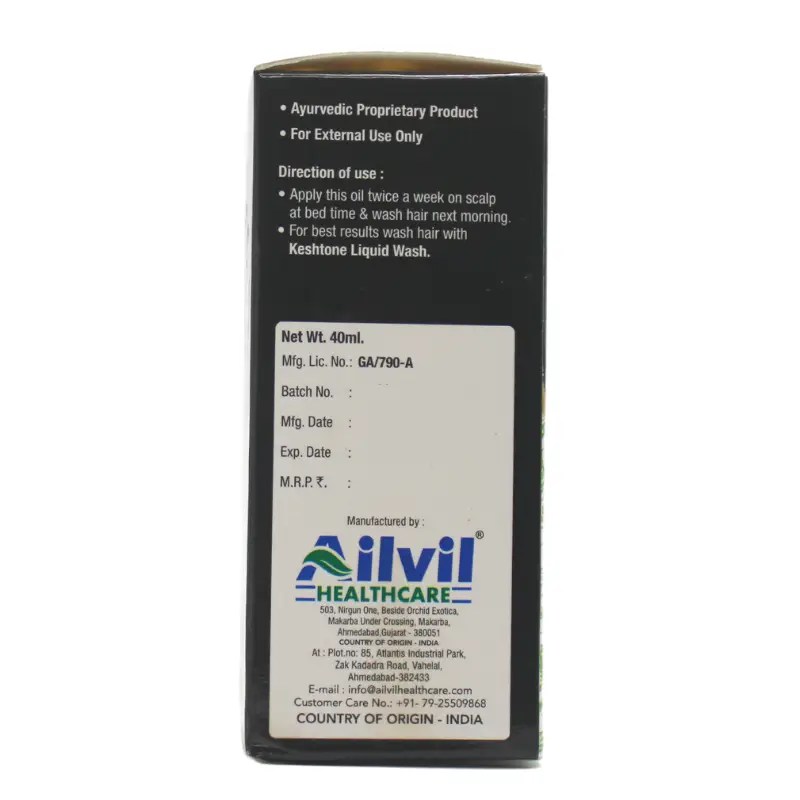 • Ayurvedic Proprietary Product
• For External Use Only
Direction of use :
• Apply this oil twice a week on scalp
at bed time & wash hair next morning.
• For best results wash hair with
Keshtone Liquid Wash.
Net Wt. 40ml.
Mfg. Lic. No.: GA/790-A
Batch No. :
Mfg. Date :
Exp. Date :
M.R.P. ₹. :
Manufactured by :
Ailvil®
HEALTHCARE
503, Nirgun One, Beside Orchid Exotica,
Makarba Under Crossing, Makarba,
Ahmedabad,Gujarat - 380051
COUNTRY OF ORIGIN - INDIA
At : Plot.no: 85, Atlantis Industrial Park,
Zak Kadadra Road, Vahelal,
Ahmedabad-382433
E-mail : info@ailvilhealthcare.com
Customer Care No.: +91- 79-25509868
COUNTRY OF ORIGIN - INDIA